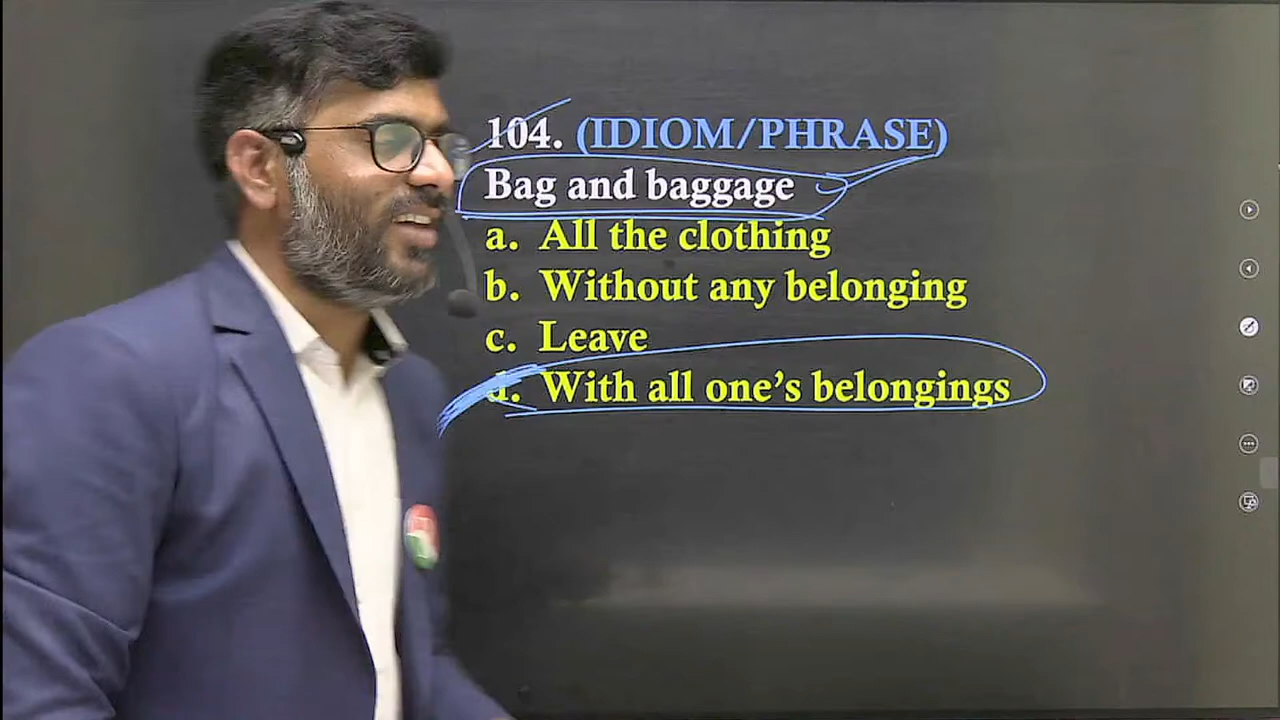 104. (IDIOM/PHRASE)
Bag and baggage
a. All the clothing
b. Without any belonging
c. Leave
d. With all one's belongings